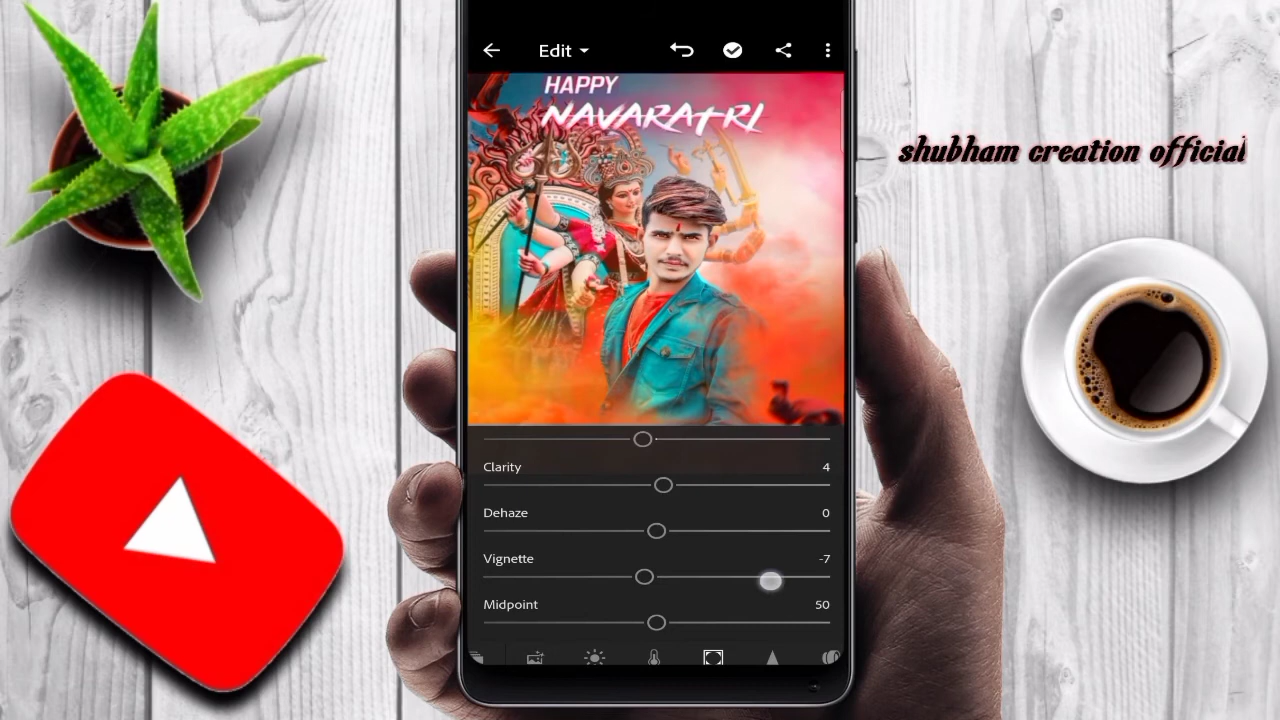 Edit
HAPPY
NAVARATRI
shubham creation official
Clarity 4
Dehaze 0
Vignette -7
Midpoint 50